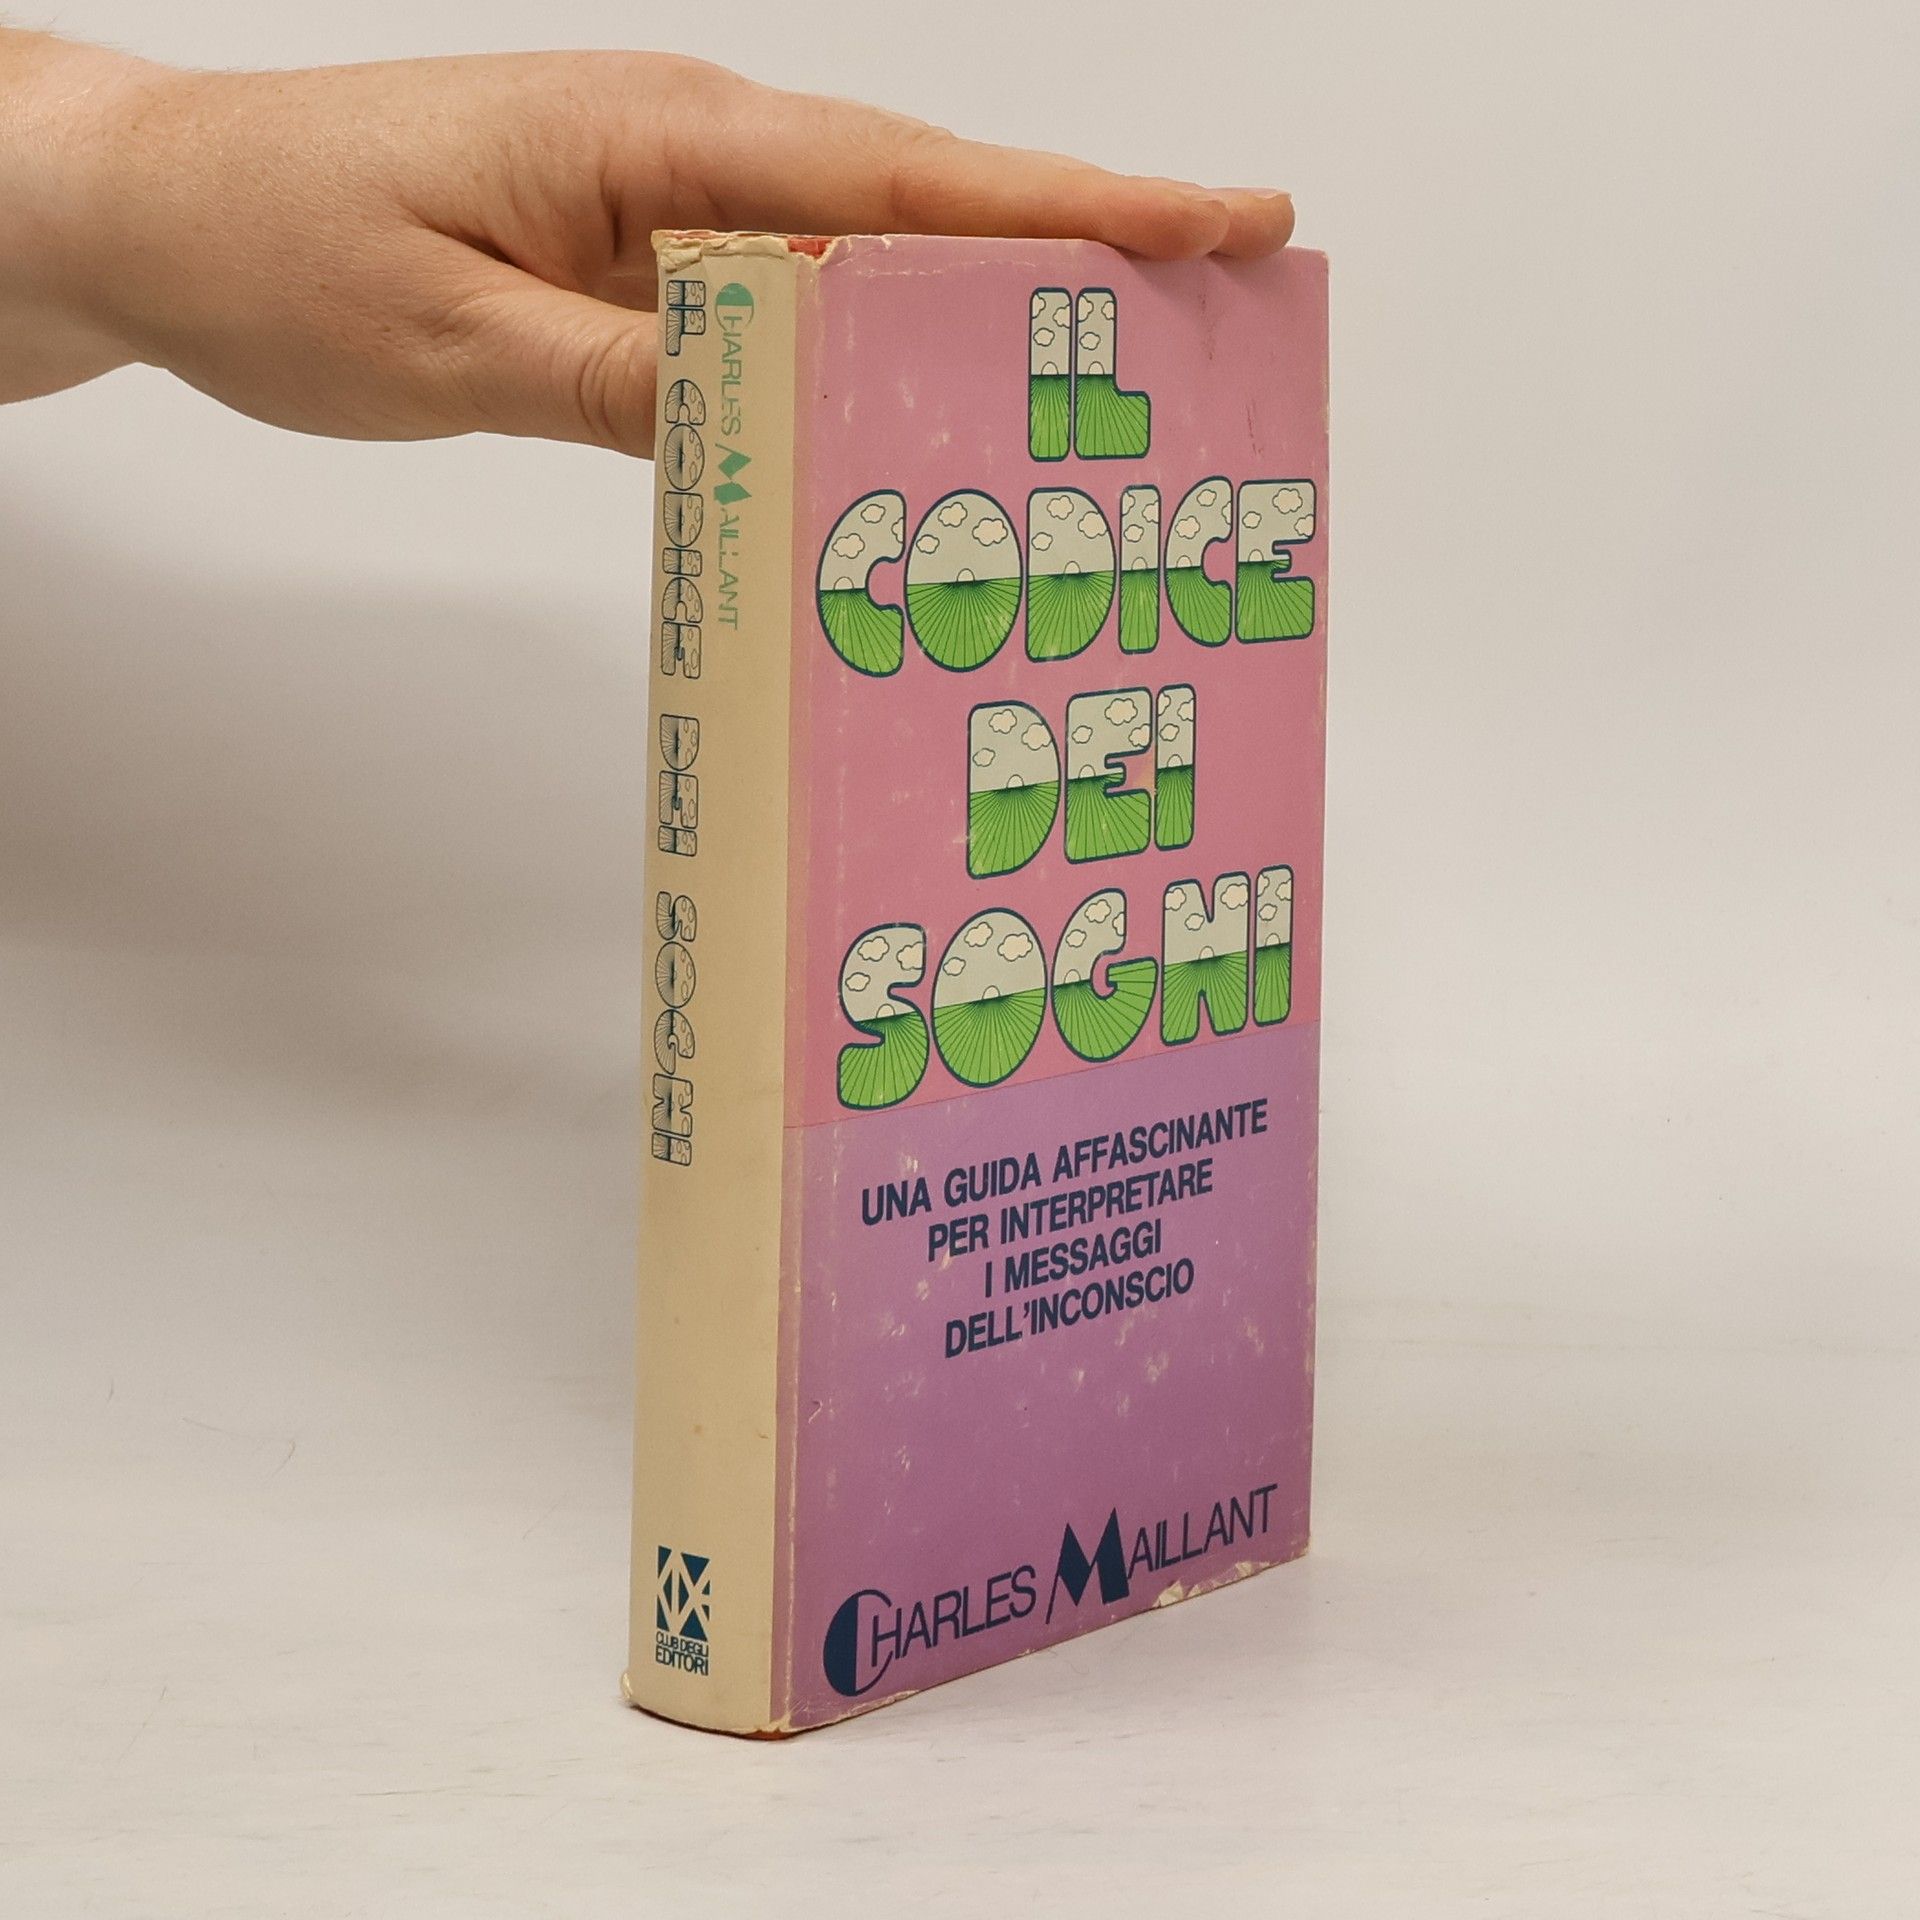 CHARLES MAILLANT
IL CODICE DEI SOGNI
CLUB DEGLI
EDITORI
IL
CODICE
DEI
SOGNI
UNA GUIDA AFFASCINANTE
PER INTERPRETARE
I MESSAGGI
DELL'INCONSCIO
CHARLES MAILLANT